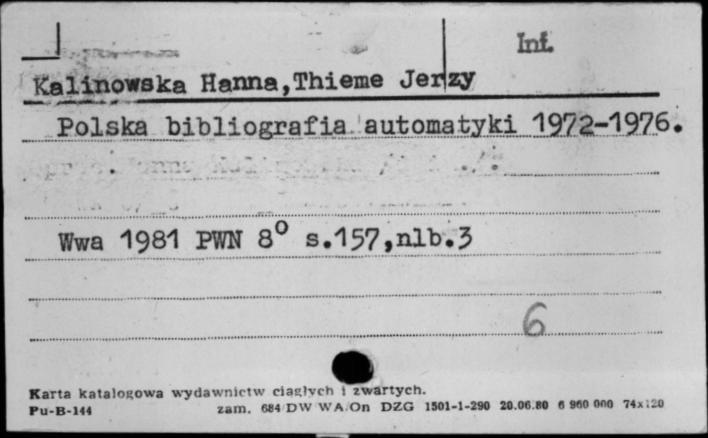 Inf.
Kalinowska Hanna,Thieme Jerzy
Polska bibliografia automatyki 1972-1976.
Wwa 1981 PWN 8° s.157,nlb.3
6
Karta katalogowa wydawnictw ciągłych i zwartych.
Pu-B-144 zam. 684/DW WA/On DZG 1501-1-290 20.06.80 6 960 000 74x120